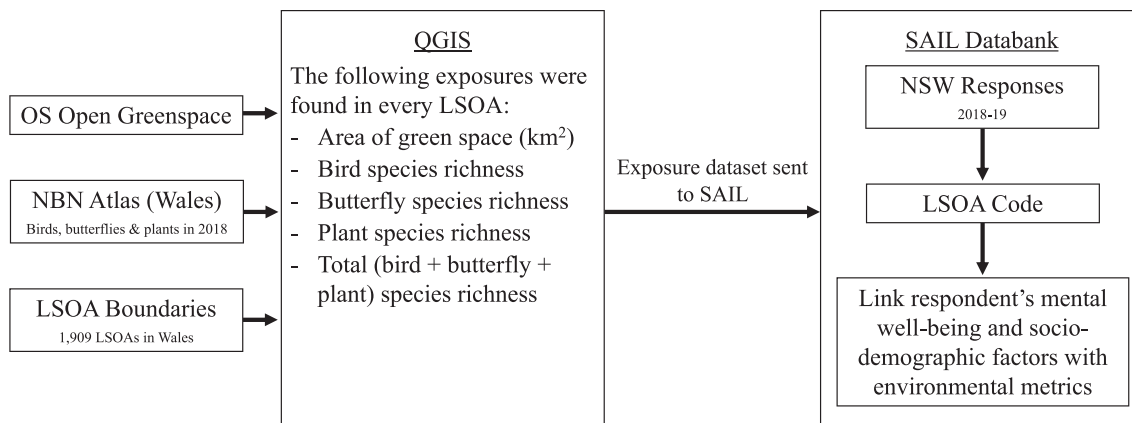 OS Open Greenspace
NBN Atlas (Wales)
Birds, butterflies & plants in 2018
LSOA Boundaries
1,909 LSOAs in Wales
QGIS
The following exposures were
found in every LSOA:
- Area of green space (km²)
- Bird species richness
- Butterfly species richness
- Plant species richness
- Total (bird + butterfly +
plant) species richness
Exposure dataset sent
to SAIL
SAIL Databank
NSW Responses
2018-19
LSOA Code
Link respondent's mental
well-being and socio-
demographic factors with
environmental metrics